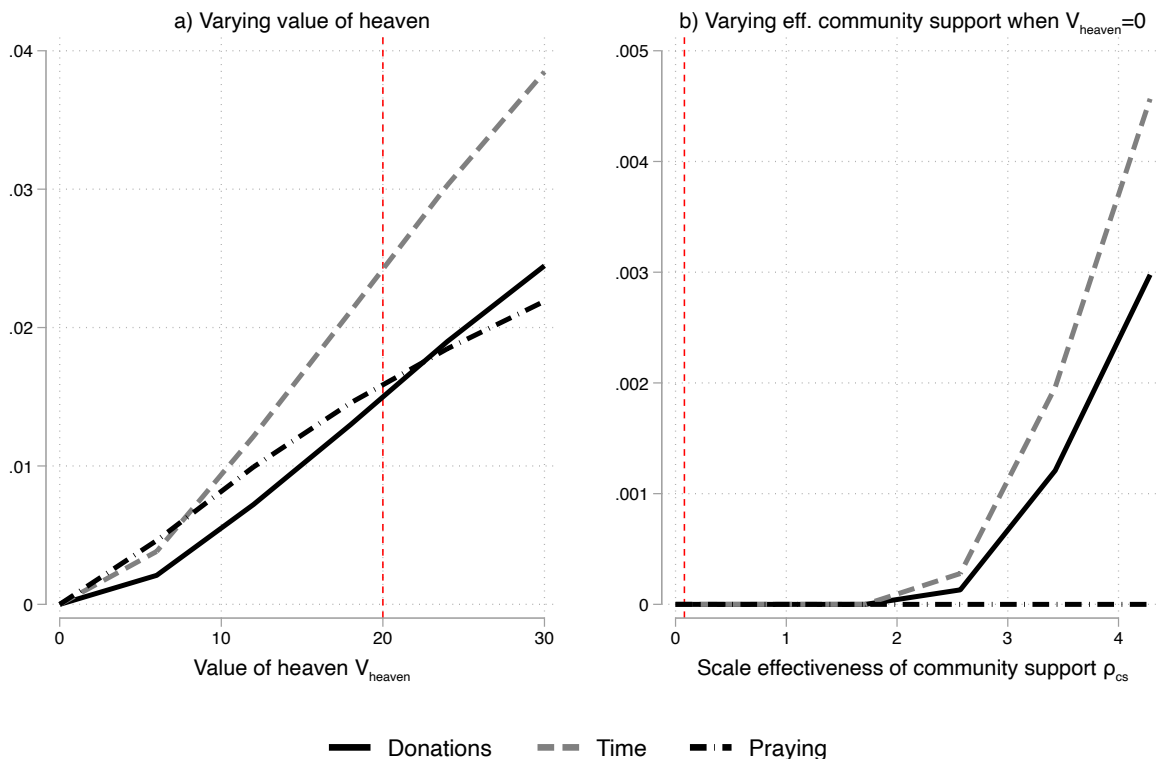 a) Varying value of heaven
.04
.03
.02
.01
0
0 10 20 30
Value of heaven Vheaven
b) Varying eff. community support when Vheaven=0
.005
.004
.003
.002
.001
0
0 1 2 3 4
Scale effectiveness of community support ρcs
Donations Time Praying